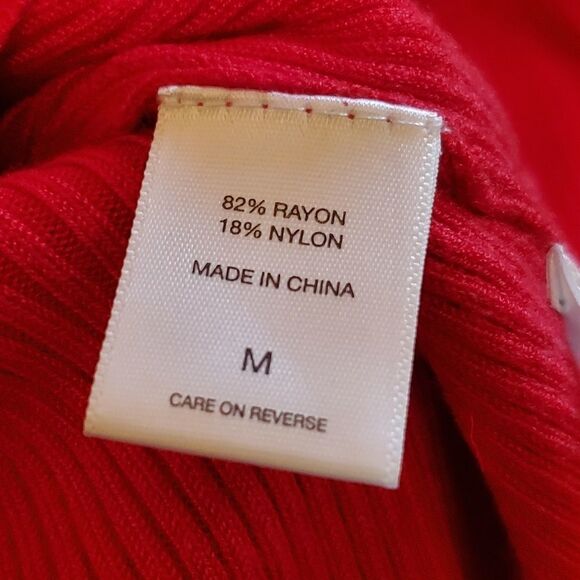 82% RAYON
18% NYLON
MADE IN CHINA
M
CARE ON REVERSE